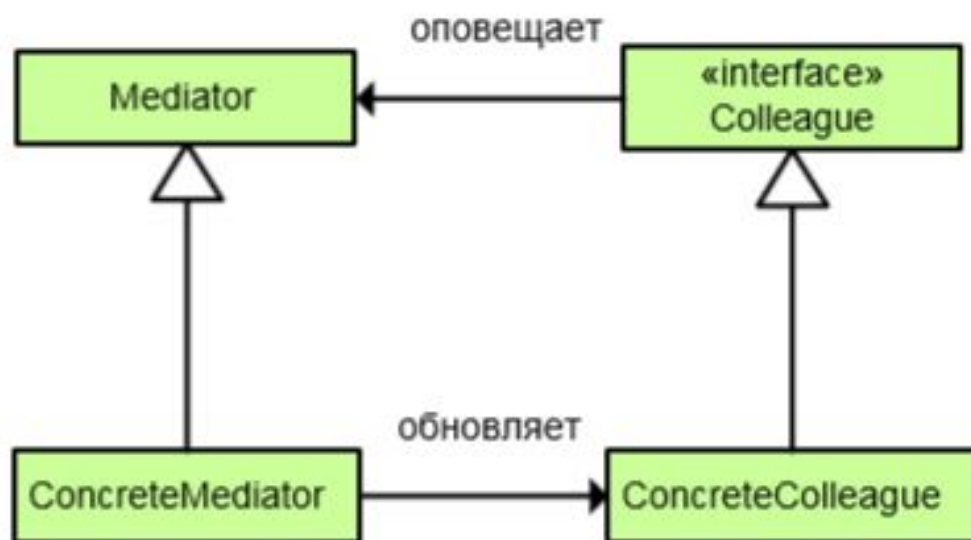 оповещает
Mediator
«interface»
Colleague
обновляет
ConcreteMediator
ConcreteColleague